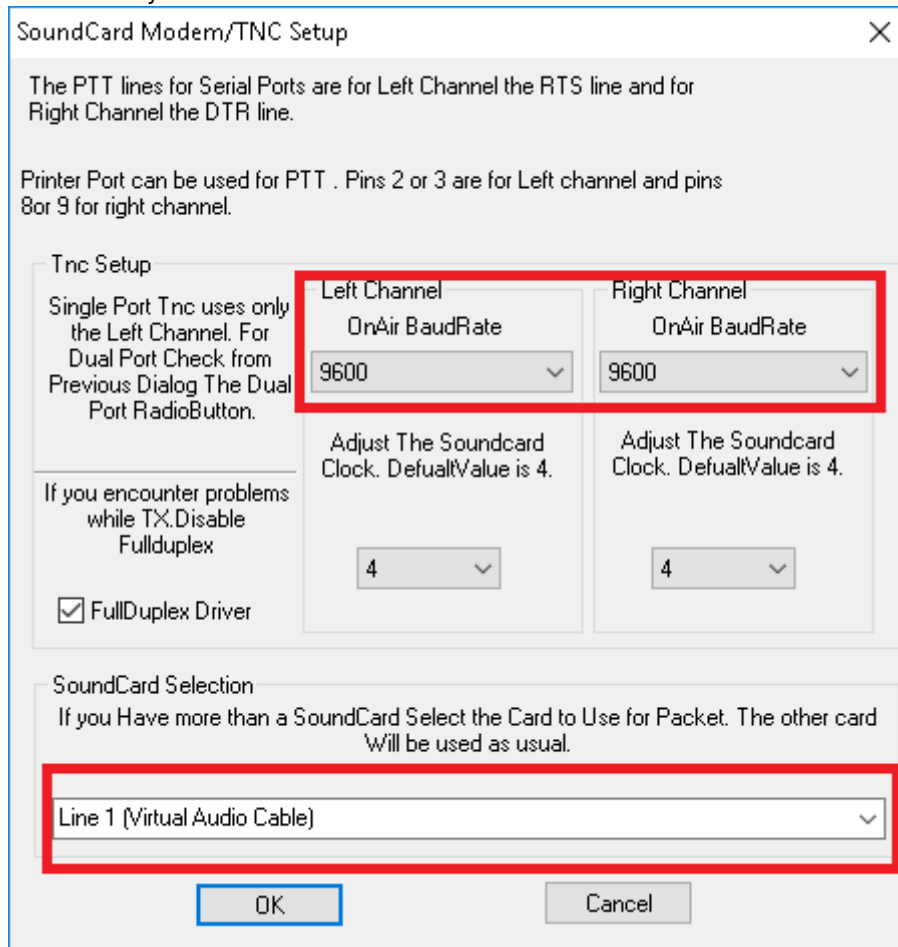 SoundCard Modem/TNC Setup
The PTT lines for Serial Ports are for Left Channel the RTS line and for
Right Channel the DTR line.
Printer Port can be used for PTT . Pins 2 or 3 are for Left channel and pins
8or 9 for right channel.
Tnc Setup
Single Port Tnc uses only
the Left Channel. For
Dual Port Check from
Previous Dialog The Dual
Port RadioButton.
If you encounter problems
while TX.Disable
Fullduplex
FullDuplex Driver
Left Channel
OnAir BaudRate
9600
Adjust The Soundcard
Clock. DefualtValue is 4.
4
Right Channel
OnAir BaudRate
9600
Adjust The Soundcard
Clock. DefualtValue is 4.
4
SoundCard Selection
If you Have more than a SoundCard Select the Card to Use for Packet. The other card
Will be used as usual.
Line 1 (Virtual Audio Cable)
OK
Cancel